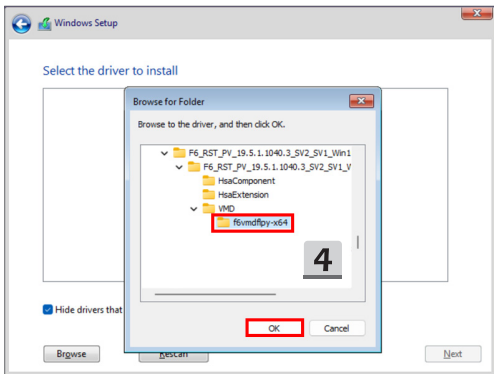 Windows Setup
Select the driver to install
Browse for Folder
Browse to the driver, and then click OK.
F6_RST_PV_19.5.1.1040.3_SV2_SV1_Win1
F6_RST_PV_19.5.1.1040.3_SV2_SV1_V
HsaComponent
HsaExtension
VMD
f6vmdflpy-x64
4
Hide drivers that
OK
Cancel
Browse
Rescan
Next